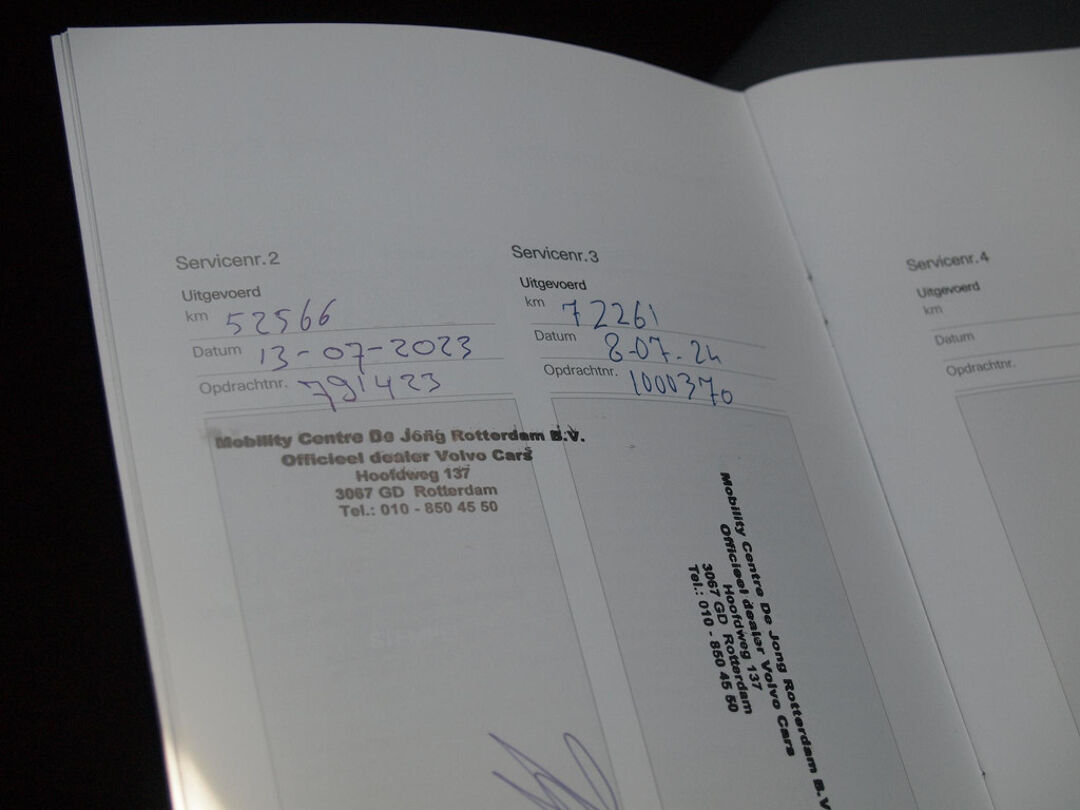 Servicenr. 2
Uitgevoerd
km 52566
Datum 13-07-2023
Opdrachtnr. 791423
Mobility Centre De Jong Rotterdam B.V.
Officieel dealer Volvo Cars
Hoofdweg 137
3067 GD Rotterdam
Tel.: 010 - 850 45 50
Servicenr. 3
Uitgevoerd
km 72261
Datum 8-07-24
Opdrachtnr. 1000370
Mobility Centre De Jong Rotterdam B.V.
Officieel dealer Volvo Cars
Hoofdweg 137
3067 GD Rotterdam
Tel.: 010 - 850 45 50
Servicenr. 4
Uitgevoerd
km
Datum
Opdrachtnr.